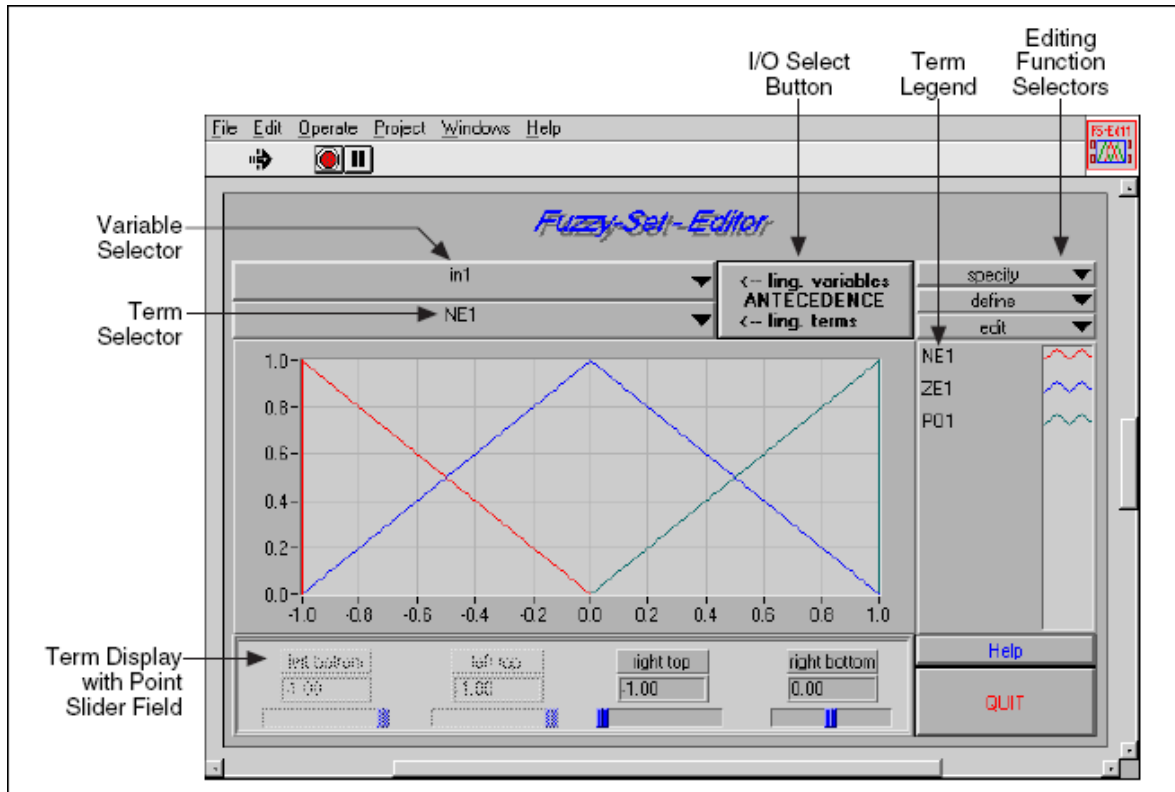 I/O Select
Button
Term
Legend
Editing
Function
Selectors
File Edit Operate Project Windows Help
Variable
Selector
Fuzzy-Set-Editor
in1
<-- ling. variables
ANTECEDENCE
<-- ling. terms
specify
define
edit
Term
Selector
NE1
NE1
ZE1
PO1
1.0
0.8
0.6
0.4
0.2
0.0
-1.0 -0.8 -0.6 -0.4 -0.2 0.0 0.2 0.4 0.6 0.8 1.0
Term Display
with Point
Slider Field
left bottom
left top
right top
right bottom
-1.00
0.00
Help
QUIT